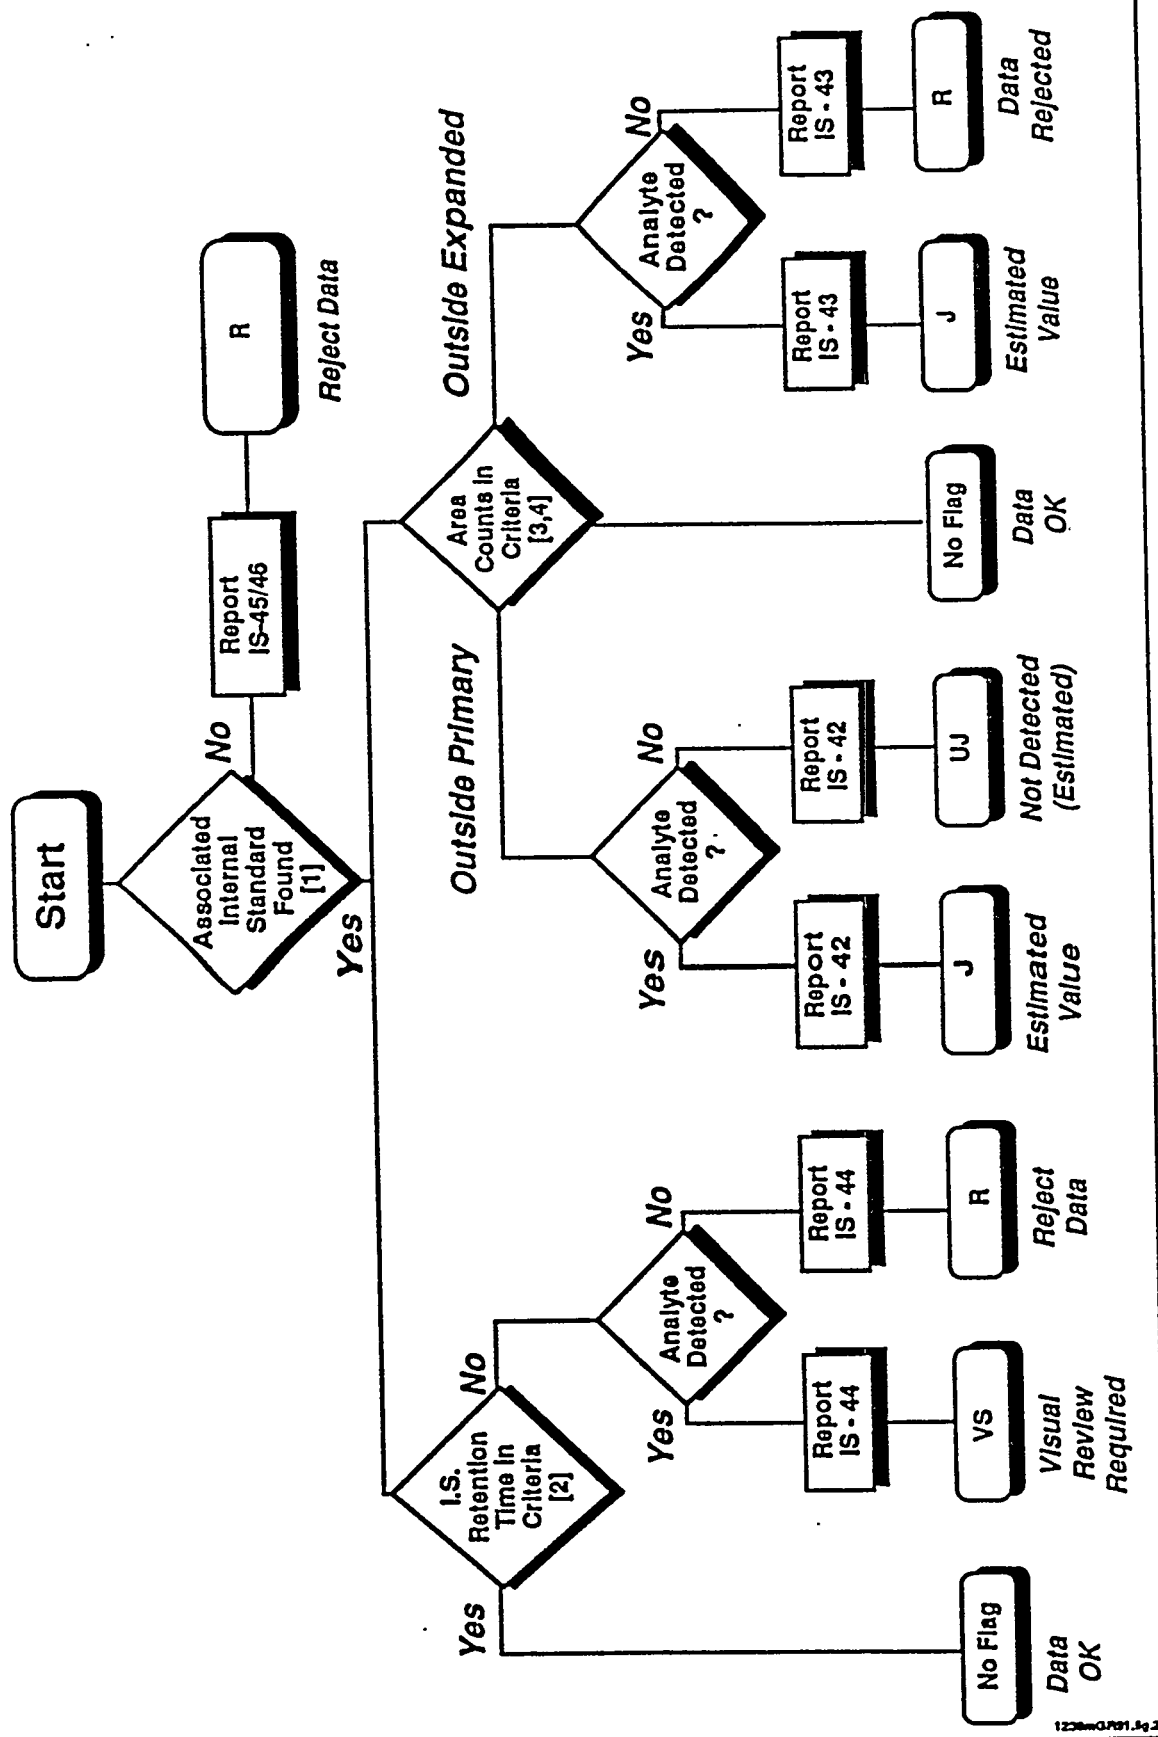 Start
Associated
Internal
Standard
Found
[1]
No
Report
IS-45/46
R
Reject Data
Yes
I.S.
Retention
Time In
Criteria
[2]
Yes
No Flag
Data
OK
No
Analyte
Detected
?
Yes
Report
IS - 44
VS
Visual
Review
Required
No
Report
IS - 44
R
Reject
Data
Area
Counts In
Criteria
[3,4]
Outside Primary
Analyte
Detected
?
Yes
Report
IS - 42
J
Estimated
Value
No
Report
IS - 42
UJ
Not Detected
(Estimated)
No Flag
Data
OK
Outside Expanded
Analyte
Detected
?
Yes
Report
IS - 43
J
Estimated
Value
No
Report
IS - 43
R
Data
Rejected